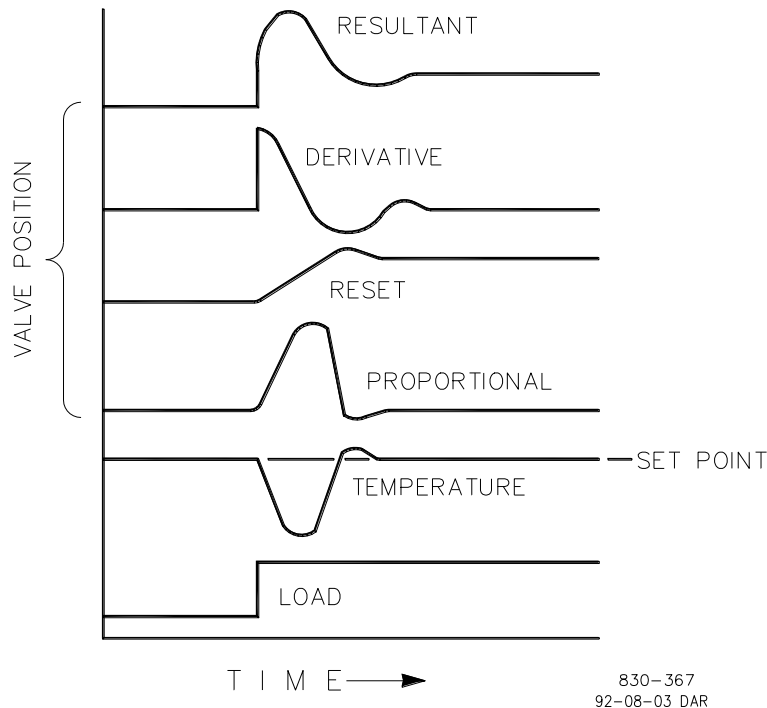 RESULTANT
DERIVATIVE
VALVE POSITION
RESET
PROPORTIONAL
SET POINT
TEMPERATURE
LOAD
TIME
830-367
92-08-03 DAR